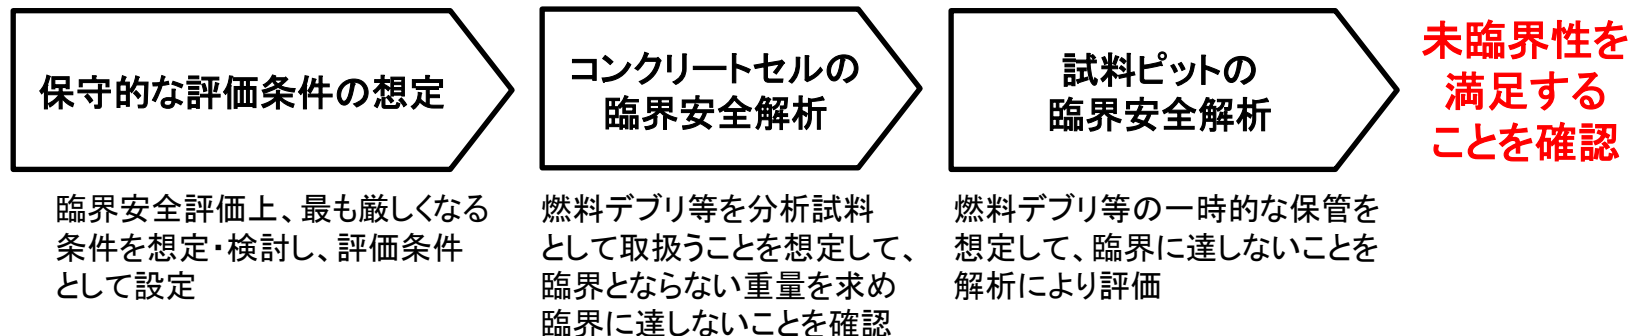 保守的な評価条件の想定
コンクリートセルの
臨界安全解析
試料ピットの
臨界安全解析
未臨界性を
満足する
ことを確認
臨界安全評価上、最も厳しくなる
条件を想定・検討し、評価条件
として設定
燃料デブリ等を分析試料
として取扱うことを想定して、
臨界とならない重量を求め
臨界に達しないことを確認
燃料デブリ等の一時的な保管を
想定して、臨界に達しないことを
解析により評価